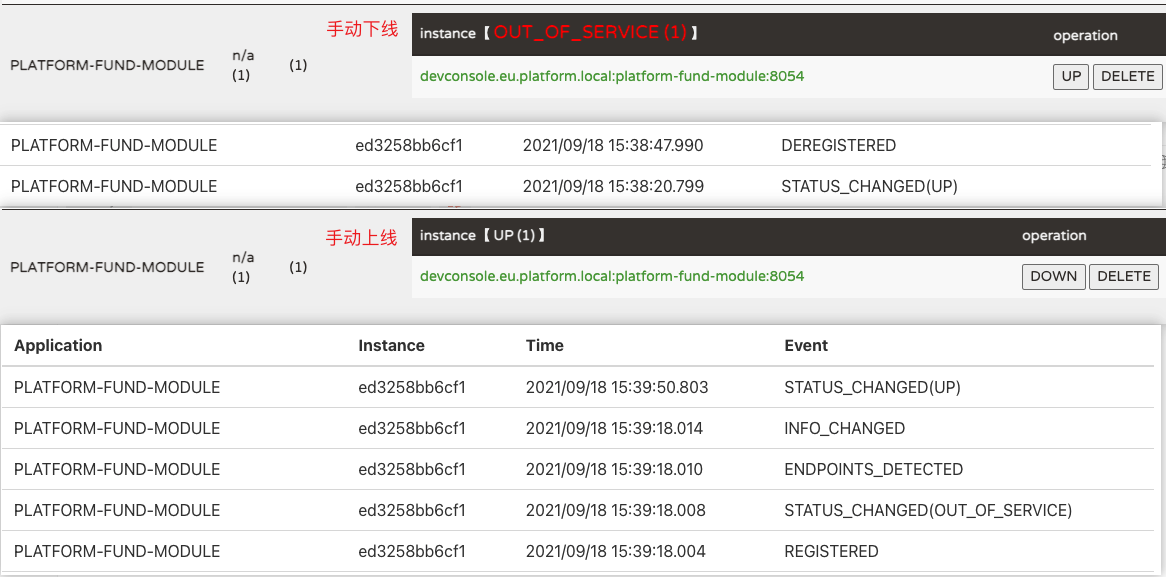 手动下线
instance【 OUT_OF_SERVICE (1) 】 operation
PLATFORM-FUND-MODULE n/a (1) (1) devconsole.eu.platform.local:platform-fund-module:8054 UP DELETE
PLATFORM-FUND-MODULE ed3258bb6cf1 2021/09/18 15:38:47.990 DEREGISTERED
PLATFORM-FUND-MODULE ed3258bb6cf1 2021/09/18 15:38:20.799 STATUS_CHANGED(UP)
手动上线
instance【 UP (1) 】 operation
PLATFORM-FUND-MODULE n/a (1) (1) devconsole.eu.platform.local:platform-fund-module:8054 DOWN DELETE
Application Instance Time Event
PLATFORM-FUND-MODULE ed3258bb6cf1 2021/09/18 15:39:50.803 STATUS_CHANGED(UP)
PLATFORM-FUND-MODULE ed3258bb6cf1 2021/09/18 15:39:18.014 INFO_CHANGED
PLATFORM-FUND-MODULE ed3258bb6cf1 2021/09/18 15:39:18.010 ENDPOINTS_DETECTED
PLATFORM-FUND-MODULE ed3258bb6cf1 2021/09/18 15:39:18.008 STATUS_CHANGED(OUT_OF_SERVICE)
PLATFORM-FUND-MODULE ed3258bb6cf1 2021/09/18 15:39:18.004 REGISTERED